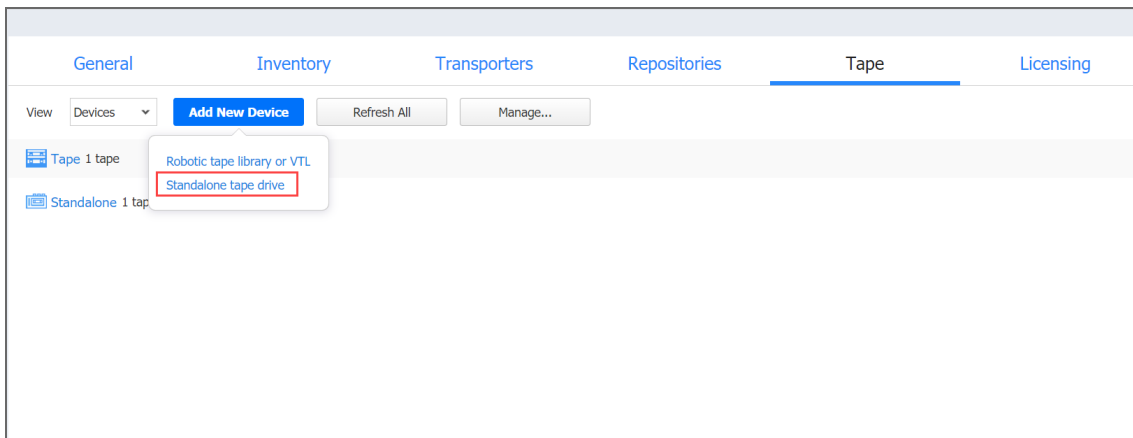 General Inventory Transporters Repositories Tape Licensing
View Devices Add New Device Refresh All Manage...
Tape 1 tape
Robotic tape library or VTL
Standalone tape drive
Standalone 1 tap